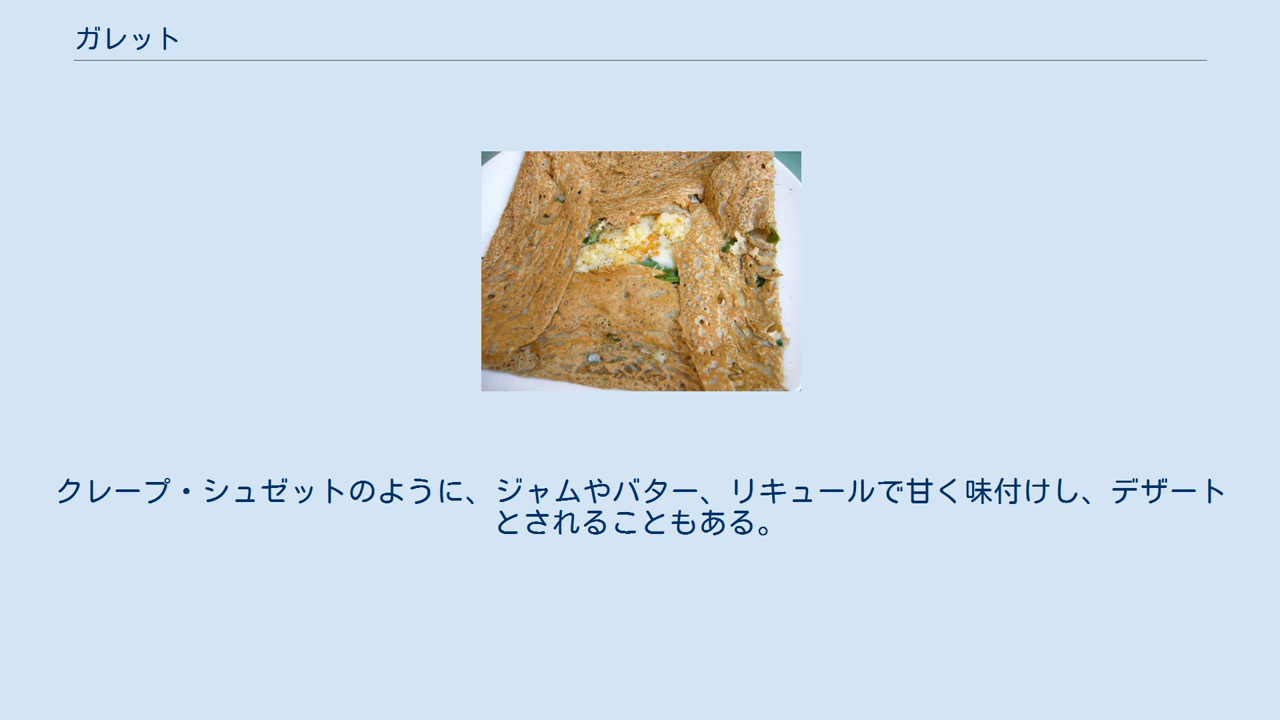 ガレット
クレープ・シュゼットのように、ジャムやバター、リキュールで甘く味付けし、デザート
とされることもある。